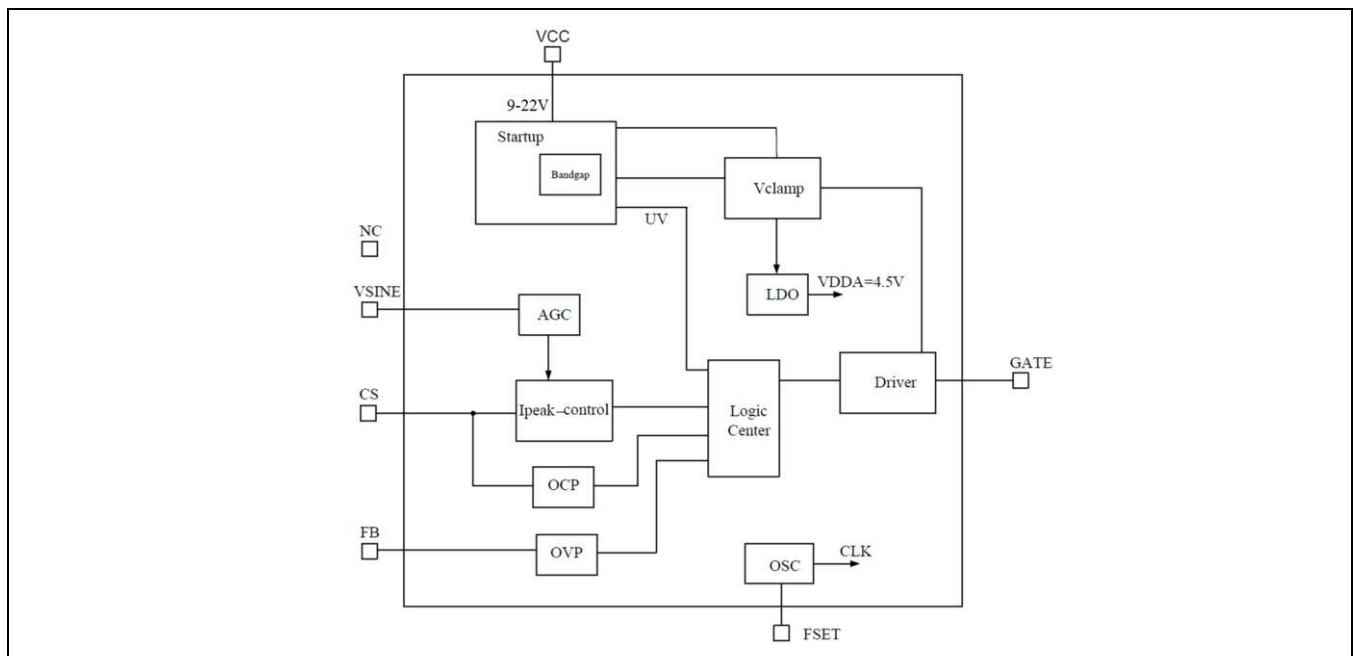 VCC
9-22V
Startup
Bandgap
Vclamp
UV
NC
VSINE
LDO
VDDA=4.5V
AGC
GATE
Driver
CS
Ipeak–control
Logic
Center
OCP
FB
OVP
OSC
CLK
FSET